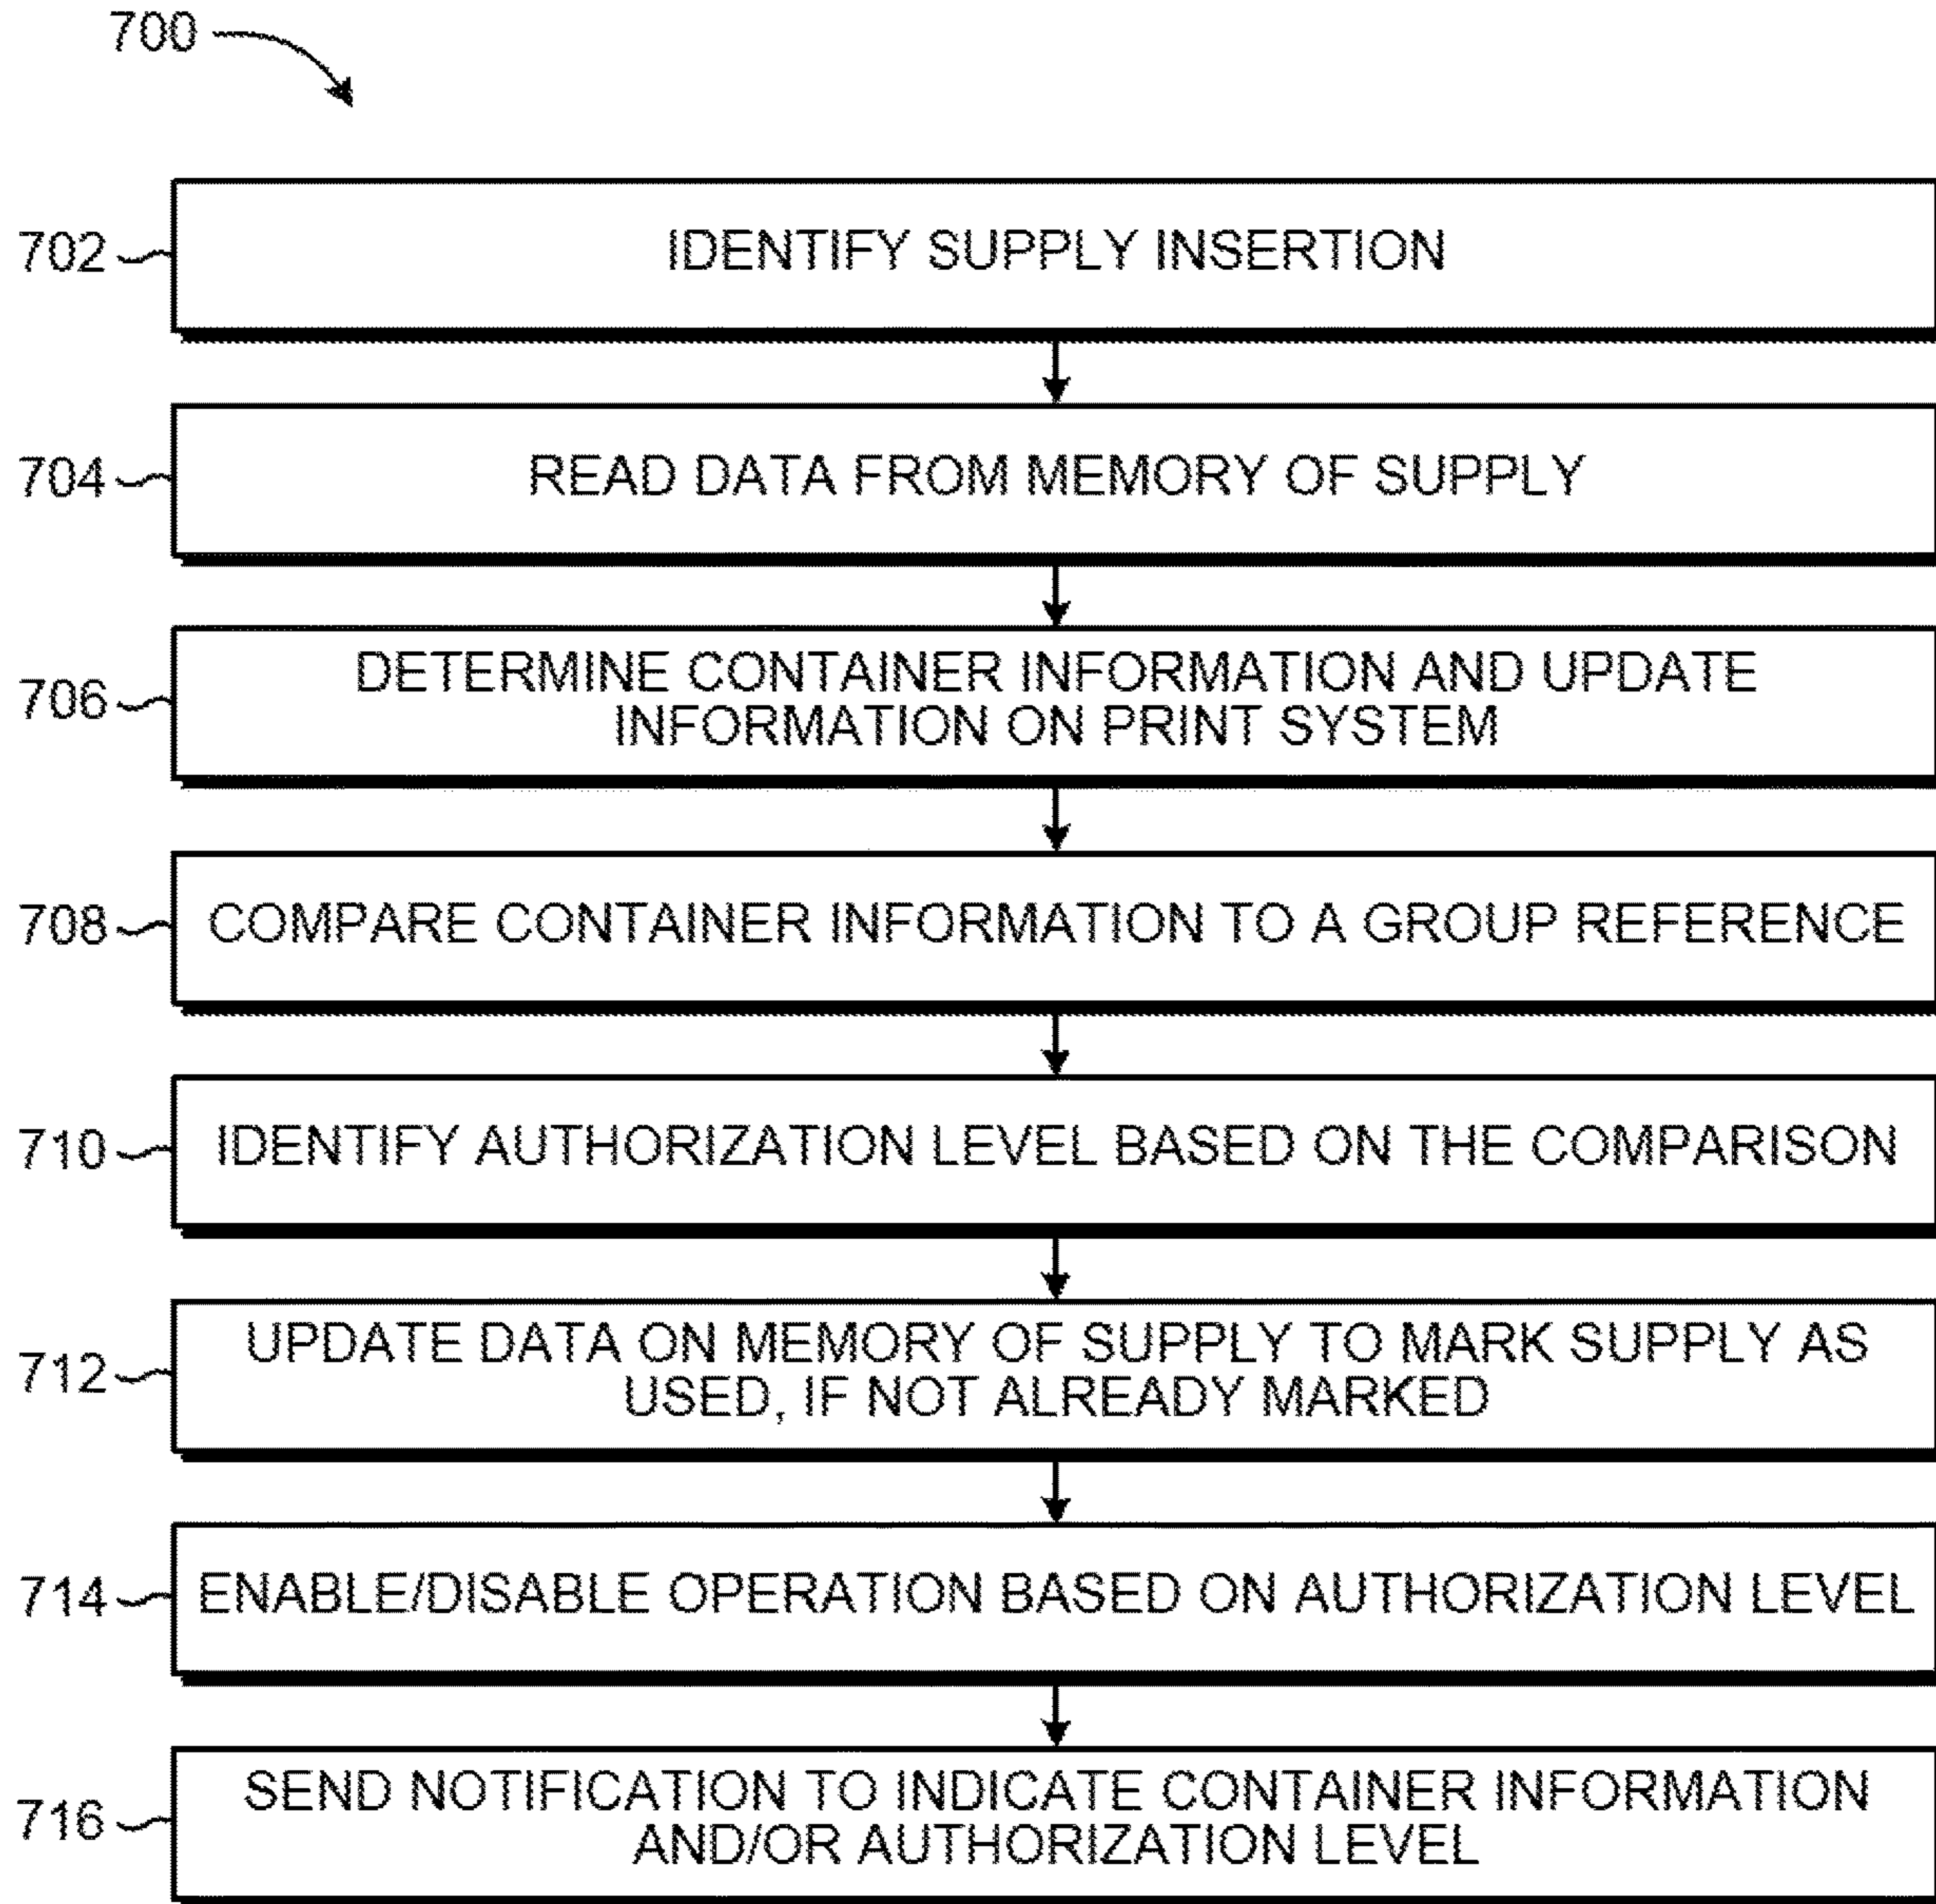 700
702
IDENTIFY SUPPLY INSERTION
704
READ DATA FROM MEMORY OF SUPPLY
706
DETERMINE CONTAINER INFORMATION AND UPDATE
INFORMATION ON PRINT SYSTEM
708
COMPARE CONTAINER INFORMATION TO A GROUP REFERENCE
710
IDENTIFY AUTHORIZATION LEVEL BASED ON THE COMPARISON
712
UPDATE DATA ON MEMORY OF SUPPLY TO MARK SUPPLY AS
USED, IF NOT ALREADY MARKED
714
ENABLE/DISABLE OPERATION BASED ON AUTHORIZATION LEVEL
716
SEND NOTIFICATION TO INDICATE CONTAINER INFORMATION
AND/OR AUTHORIZATION LEVEL